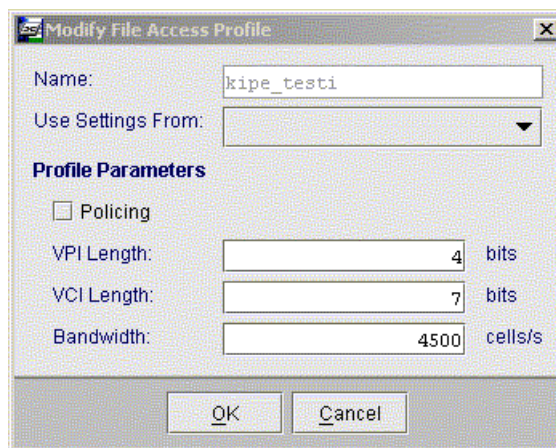 Modify File Access Profile
Name: kipe_testi
Use Settings From:
Profile Parameters
Policing
VPI Length: 4 bits
VCI Length: 7 bits
Bandwidth: 4500 cells/s
OK Cancel